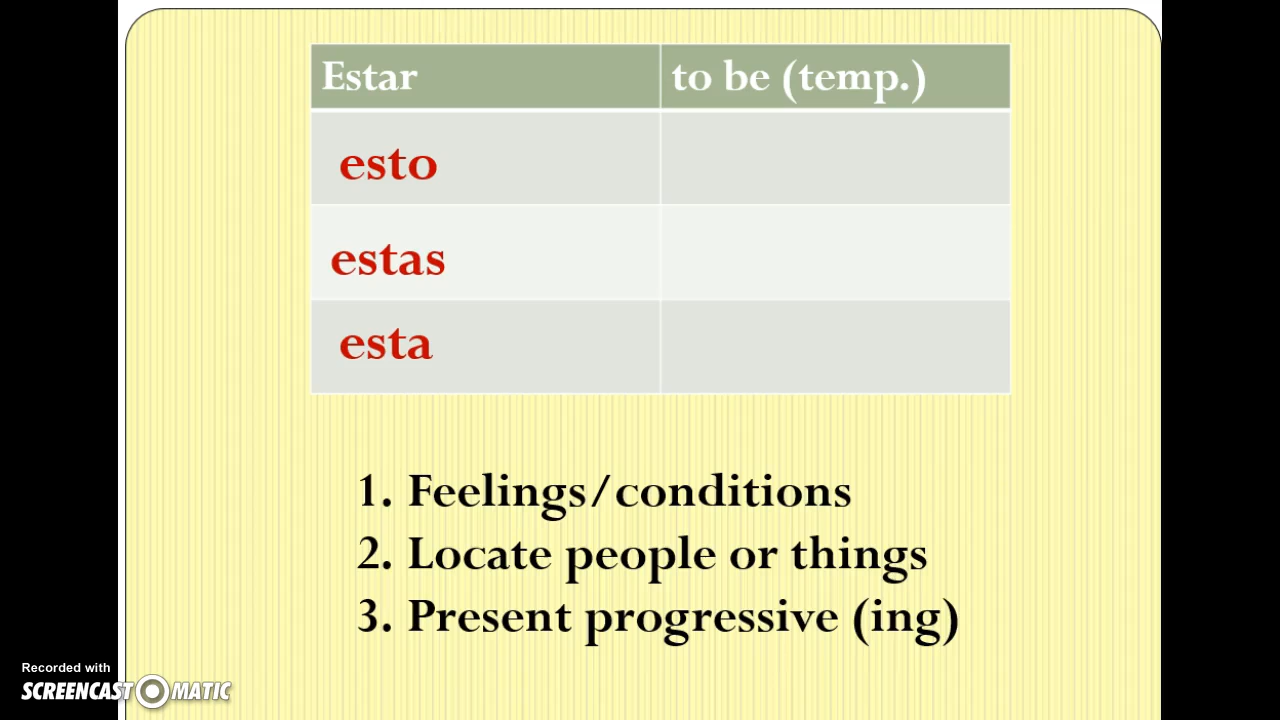 Estar to be (temp.)
esto
estas
esta
1. Feelings/conditions
2. Locate people or things
3. Present progressive (ing)
Recorded with
SCREENCAST-O-MATIC